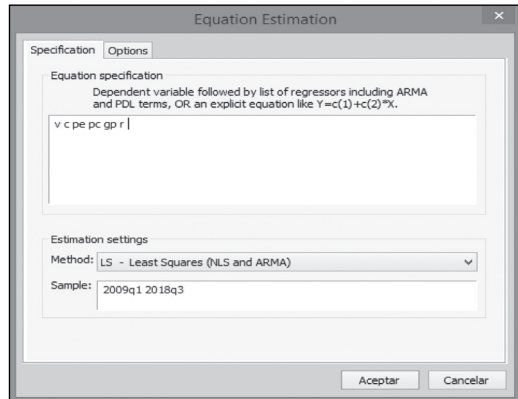 Equation Estimation
×
Specification Options
Equation specification
Dependent variable followed by list of regressors including ARMA
and PDL terms, OR an explicit equation like Y=c(1)+c(2)*X.
v c pe pc gp r
Estimation settings
Method: LS - Least Squares (NLS and ARMA)
Sample: 2009q1 2018q3
Aceptar Cancelar